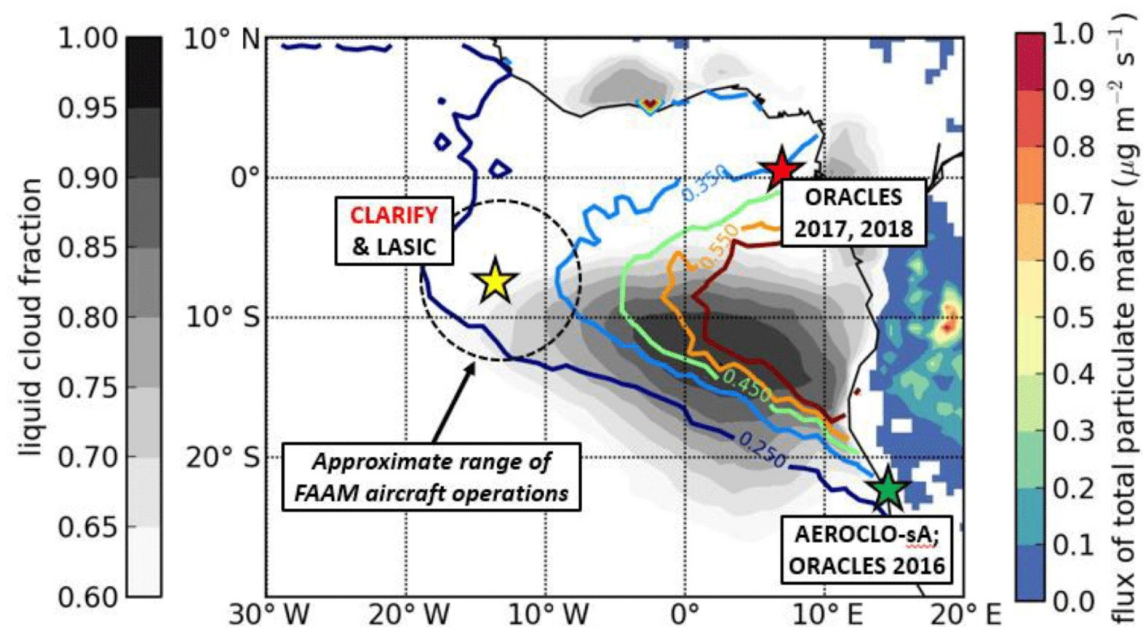 liquid cloud fraction
1.00
0.95
0.90
0.85
0.80
0.75
0.70
0.65
0.60
10° N
0°
10° S
20° S
30° W
20° W
10° W
0°
10° E
20° E
CLARIFY
& LASIC
Approximate range of
FAAM aircraft operations
ORACLES
2017, 2018
AEROCLO-sA;
ORACLES 2016
0.350
0.550
0.450
0.250
1.0
0.9
0.8
0.7
0.6
0.5
0.4
0.3
0.2
0.1
0.0
flux of total particulate matter (μg m⁻² s⁻¹)